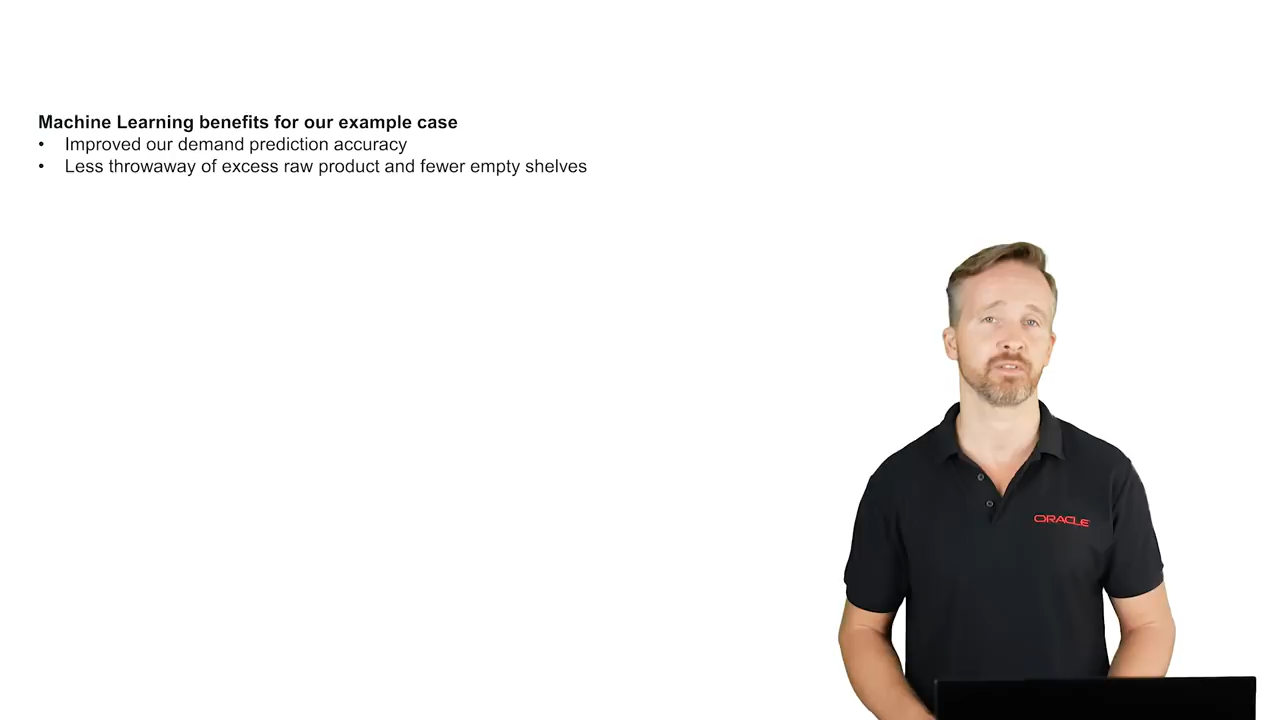 Machine Learning benefits for our example case
• Improved our demand prediction accuracy
• Less throwaway of excess raw product and fewer empty shelves
ORACLE